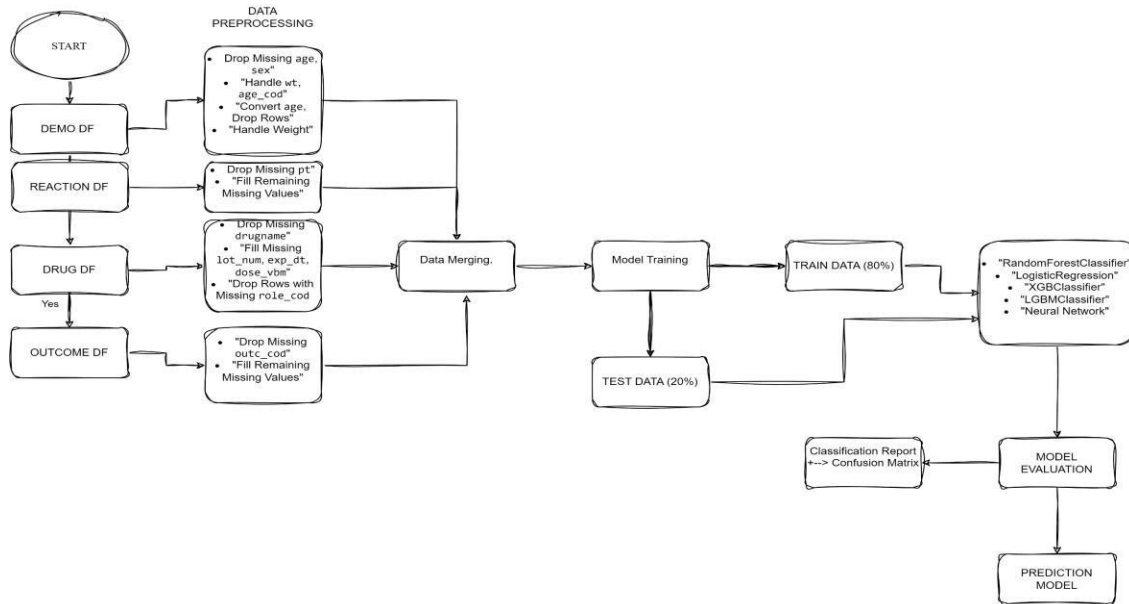 DATA
PREPROCESSING
START
• Drop Missing age,
sex"
• "Handle wt,
age_cod"
• "Convert age,
Drop Rows"
• "Handle Weight"
DEMO DF
REACTION DF
• Drop Missing pt"
• "Fill Remaining
Missing Values"
DRUG DF
• "Drop Missing
drugname"
• "Fill Missing
lot_num, exp_dt,
dose_vbm"
• "Drop Rows with
Missing role_cod
Yes
OUTCOME DF
• "Drop Missing
outc_cod"
• "Fill Remaining
Missing Values"
Data Merging.
Model Training
TRAIN DATA (80%)
TEST DATA (20%)
• "RandomForestClassifier"
• "LogisticRegression"
• "XGBClassifier"
• "LGBMClassifier"
• "Neural Network"
Classification Report
+--> Confusion Matrix
MODEL
EVALUATION
PREDICTION
MODEL